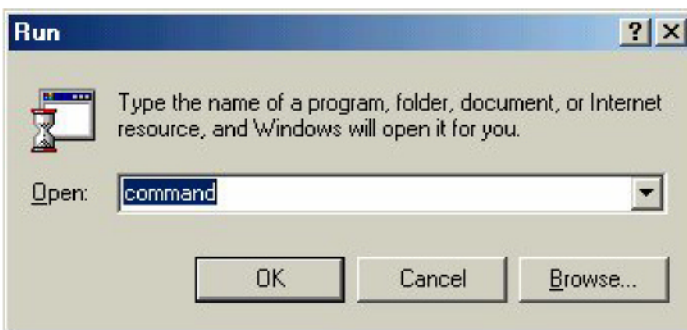 Run
Type the name of a program, folder, document, or Internet
resource, and Windows will open it for you.
Open: command
OK Cancel Browse...